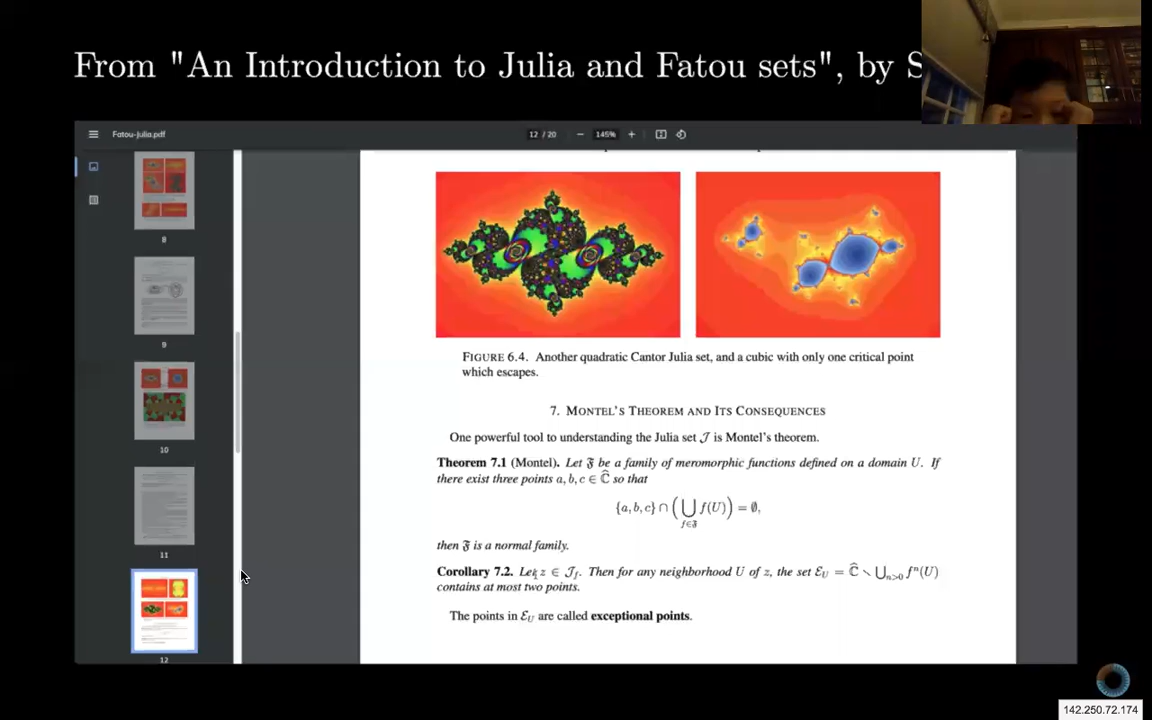 From "An Introduction to Julia and Fatou sets", by S
Fatou-Julia.pdf
12 / 20
145%
8
9
10
11
12
FIGURE 6.4. Another quadratic Cantor Julia set, and a cubic with only one critical point
which escapes.
7. MONTEL'S THEOREM AND ITS CONSEQUENCES
One powerful tool to understanding the Julia set 𝒥 is Montel's theorem.
Theorem 7.1 (Montel). Let 𝔉 be a family of meromorphic functions defined on a domain U. If
there exist three points a, b, c ∈ Ĉ so that
{a, b, c} ∩ (⋃_{f∈𝔉} f(U)) = ∅,
then 𝔉 is a normal family.
Corollary 7.2. Let z ∈ 𝒥_f. Then for any neighborhood U of z, the set ℰ_U = Ĉ ∖ ⋃_{n>0} fⁿ(U)
contains at most two points.
The points in ℰ_U are called exceptional points.
142.250.72.174